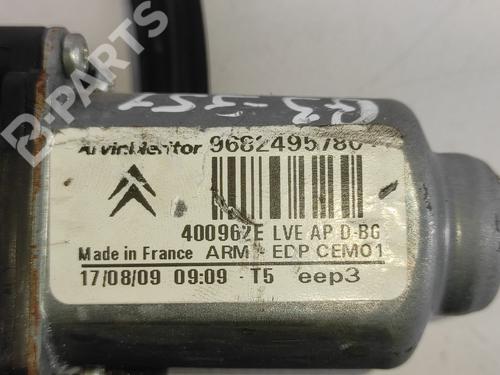 B-PARTS
ArvinMeritor 9682495780
400962E LVE AP D-BG
Made in France ARM - EDP CEM01
17/08/09 09:09 - T5 eep3